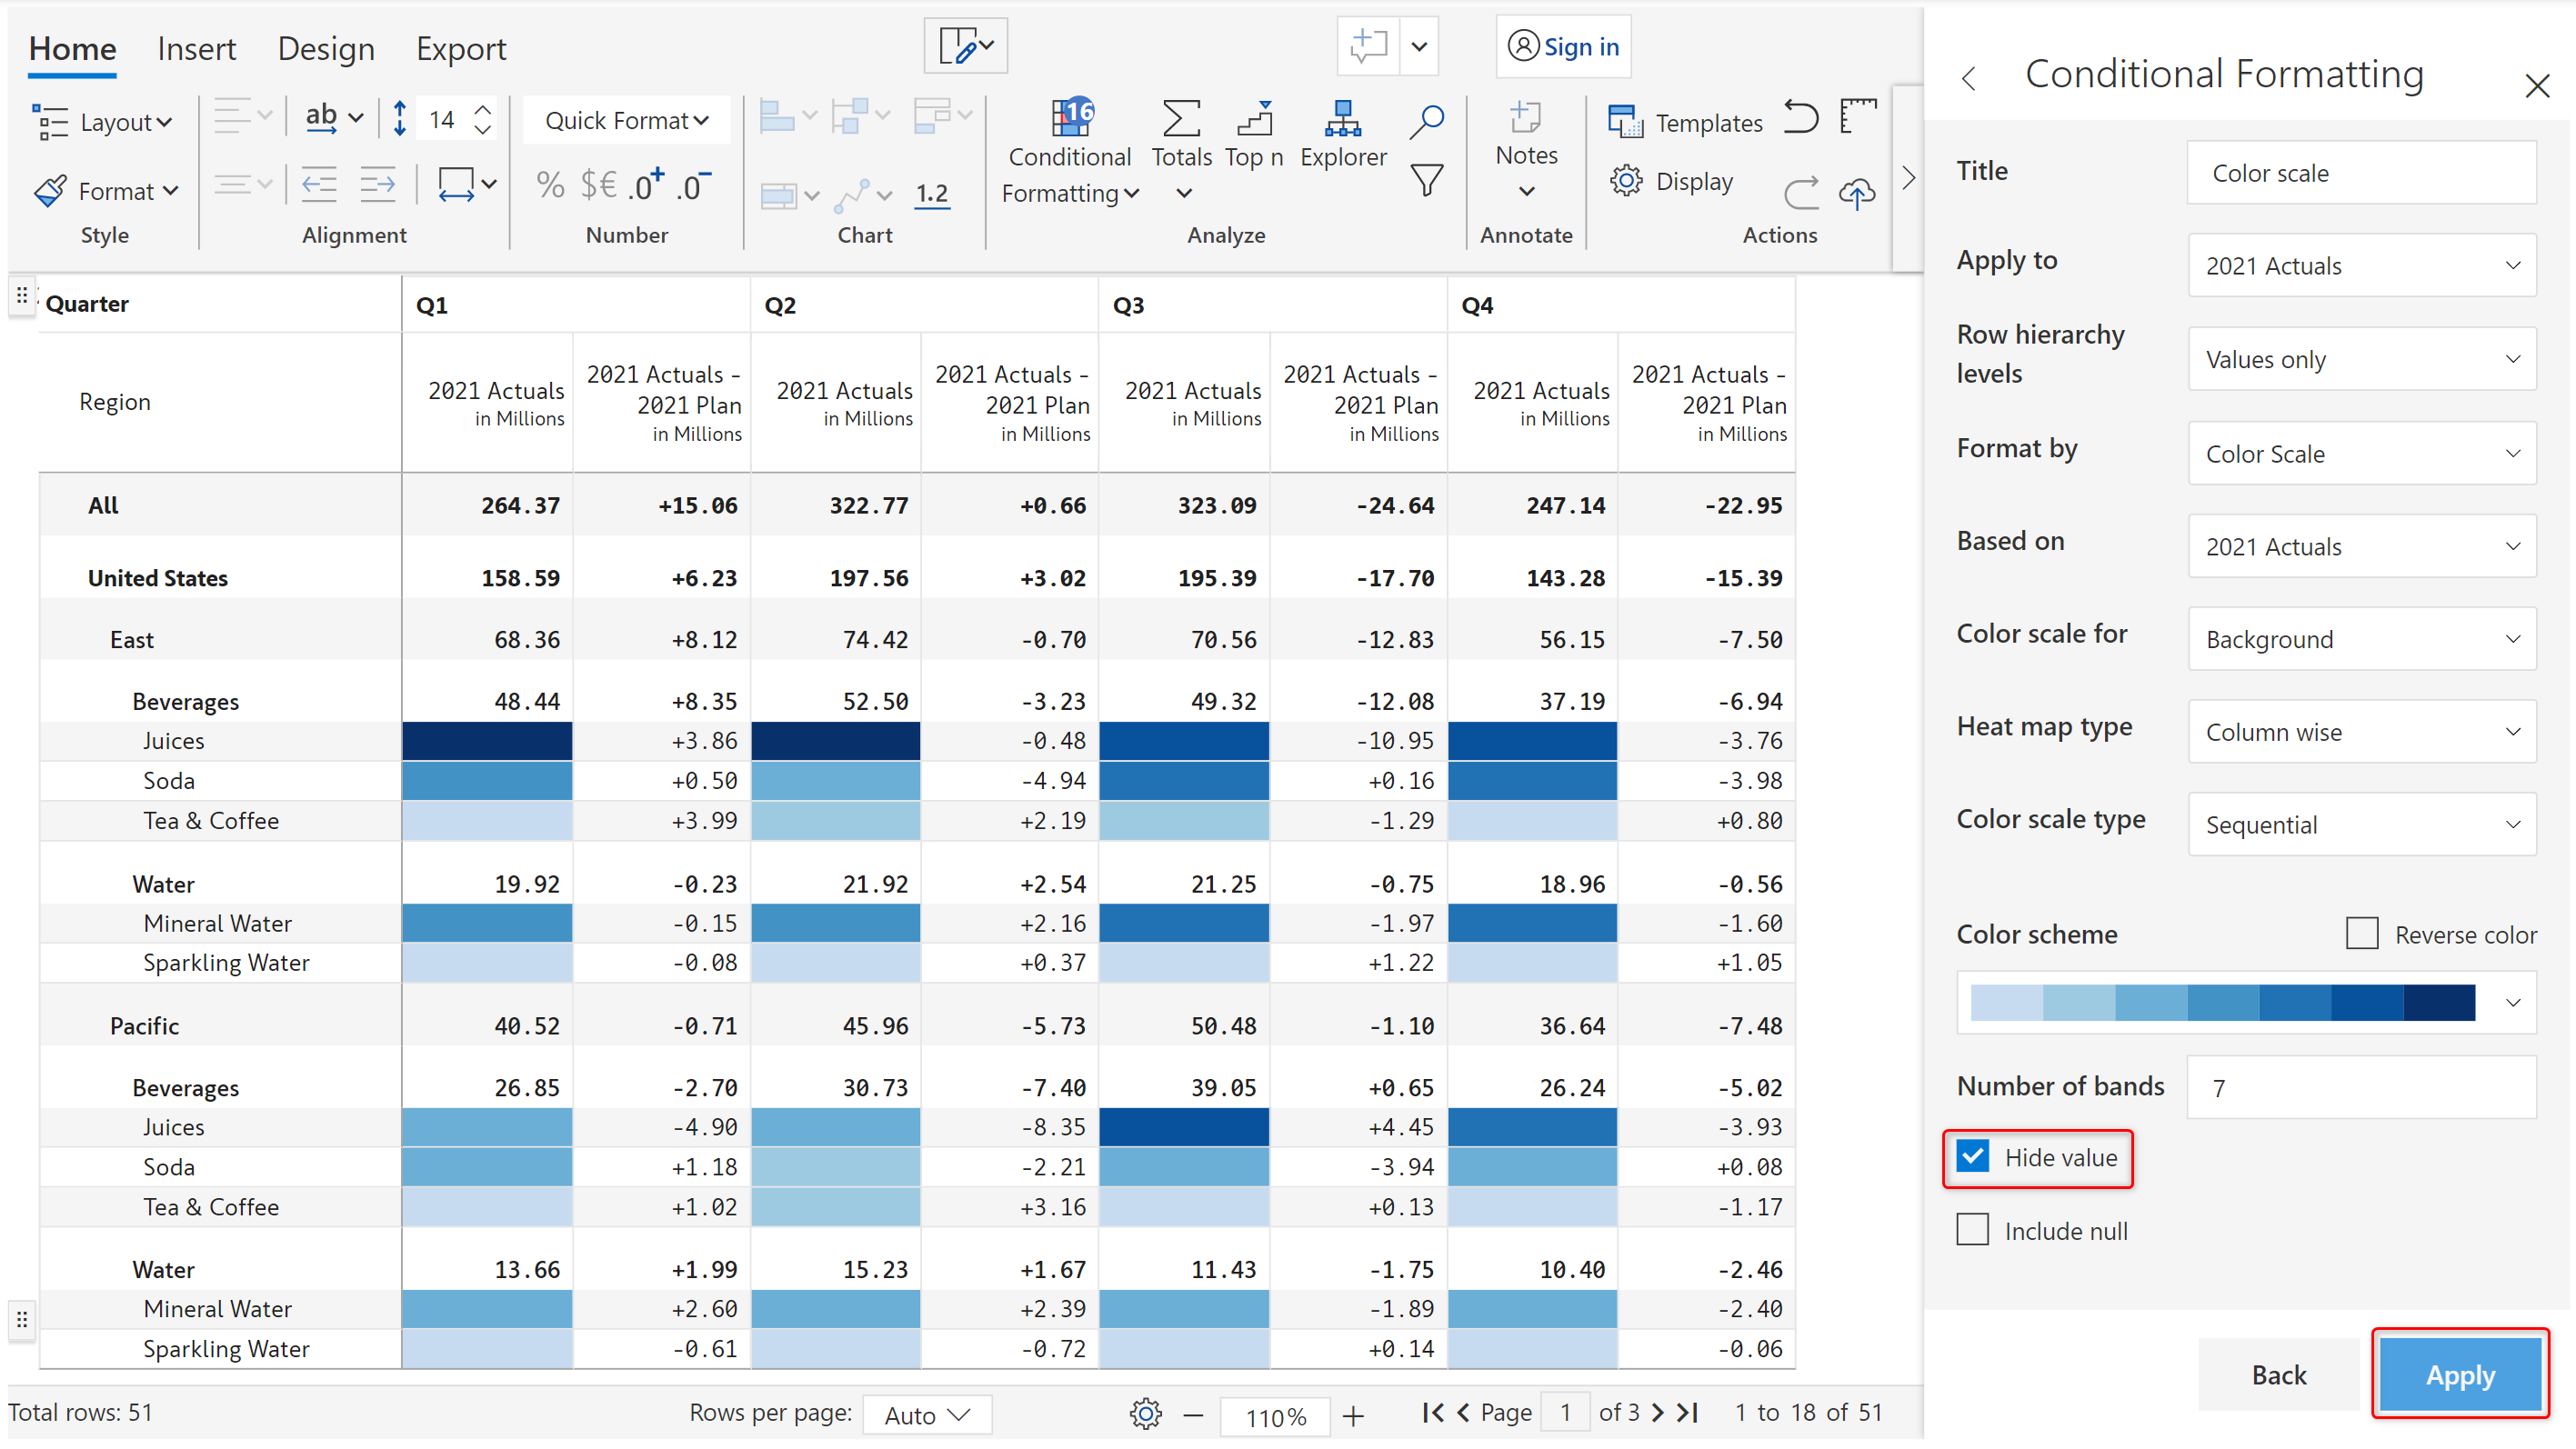 Home Insert Design Export
Sign in
Layout ab 14 Quick Format
16
Conditional Formatting
Totals Top n Explorer
Notes
Templates
Format % $€ .0+ .0- 1.2
Display
Style Alignment Number Chart Analyze Annotate Actions
Quarter Q1 Q2 Q3 Q4
Region
2021 Actuals in Millions
2021 Actuals - 2021 Plan in Millions
2021 Actuals in Millions
2021 Actuals - 2021 Plan in Millions
2021 Actuals in Millions
2021 Actuals - 2021 Plan in Millions
2021 Actuals in Millions
2021 Actuals - 2021 Plan in Millions
All 264.37 +15.06 322.77 +0.66 323.09 -24.64 247.14 -22.95
United States 158.59 +6.23 197.56 +3.02 195.39 -17.70 143.28 -15.39
East 68.36 +8.12 74.42 -0.70 70.56 -12.83 56.15 -7.50
Beverages 48.44 +8.35 52.50 -3.23 49.32 -12.08 37.19 -6.94
Juices +3.86 -0.48 -10.95 -3.76
Soda +0.50 -4.94 +0.16 -3.98
Tea & Coffee +3.99 +2.19 -1.29 +0.80
Water 19.92 -0.23 21.92 +2.54 21.25 -0.75 18.96 -0.56
Mineral Water -0.15 +2.16 -1.97 -1.60
Sparkling Water -0.08 +0.37 +1.22 +1.05
Pacific 40.52 -0.71 45.96 -5.73 50.48 -1.10 36.64 -7.48
Beverages 26.85 -2.70 30.73 -7.40 39.05 +0.65 26.24 -5.02
Juices -4.90 -8.35 +4.45 -3.93
Soda +1.18 -2.21 -3.94 +0.08
Tea & Coffee +1.02 +3.16 +0.13 -1.17
Water 13.66 +1.99 15.23 +1.67 11.43 -1.75 10.40 -2.46
Mineral Water +2.60 +2.39 -1.89 -2.40
Sparkling Water -0.61 -0.72 +0.14 -0.06
Total rows: 51 Rows per page: Auto 110% Page 1 of 3 1 to 18 of 51
Conditional Formatting
Title Color scale
Apply to 2021 Actuals
Row hierarchy levels Values only
Format by Color Scale
Based on 2021 Actuals
Color scale for Background
Heat map type Column wise
Color scale type Sequential
Color scheme Reverse color
Number of bands 7
Hide value
Include null
Back Apply